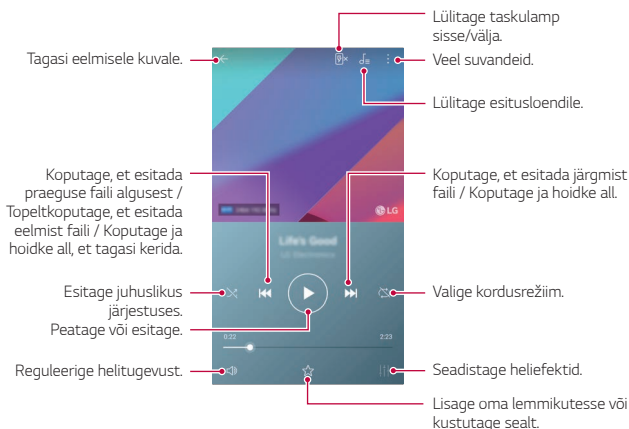 Lülitage taskulamp
sisse/välja.
Tagasi eelmisele kuvale.
Veel suvandeid.
Lülitage esitusloendile.
Koputage, et esitada
praeguse faili algusest /
Topeltkoputage, et esitada
eelmist faili / Koputage ja
hoidke all, et tagasi kerida.
Koputage, et esitada järgmist
faili / Koputage ja hoidke all.
LG
Life's Good
LG Electronics
Esitage juhuslikus
järjestuses.
Valige kordusrežiim.
Peatage või esitage.
0:22
2:23
Reguleerige helitugevust.
Seadistage heliefektid.
Lisage oma lemmikutesse või
kustutage sealt.